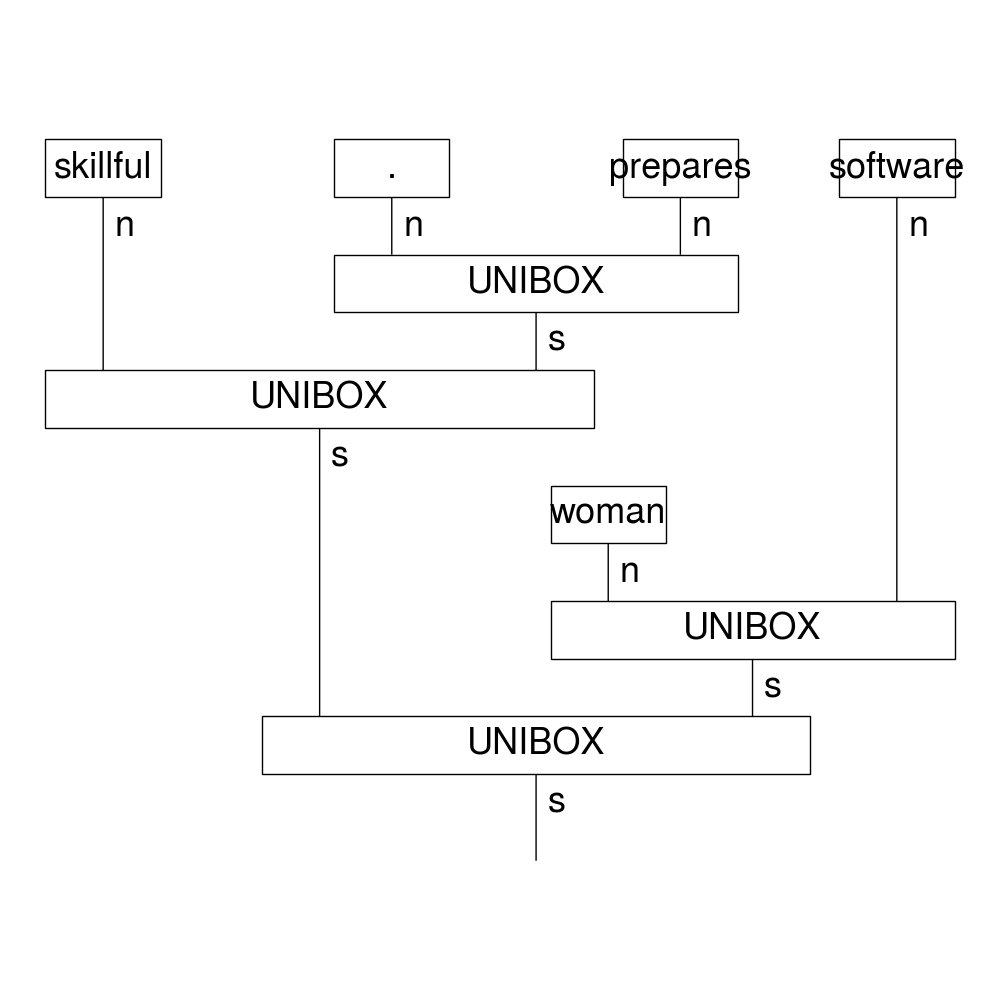 skillful . prepares software
n n n n
UNIBOX
s
UNIBOX
s
woman
n
UNIBOX
s
UNIBOX
s